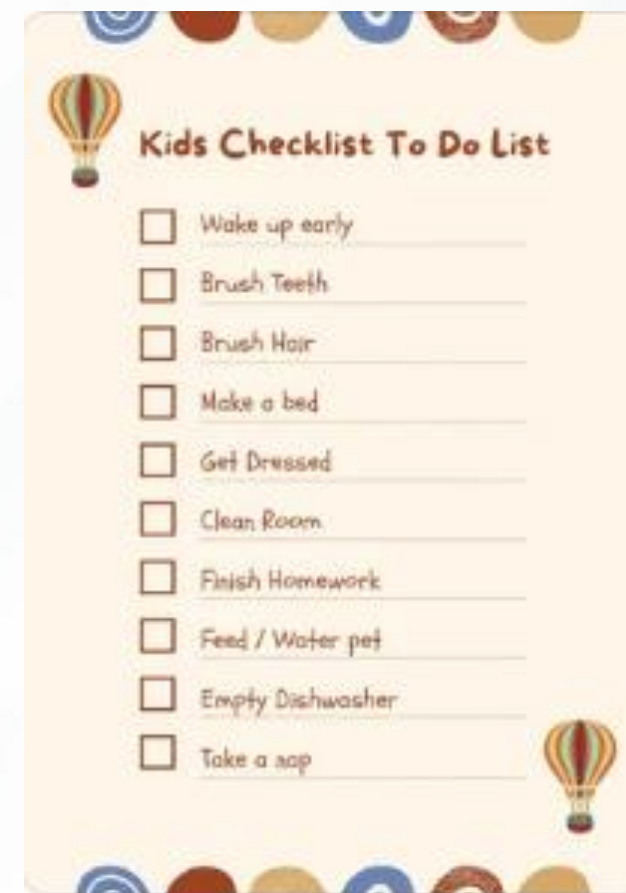 Kids Checklist To Do List
Wake up early
Brush Teeth
Brush Hair
Make a bed
Get Dressed
Clean Room
Finish Homework
Feed / Water pet
Empty Dishwasher
Take a nap